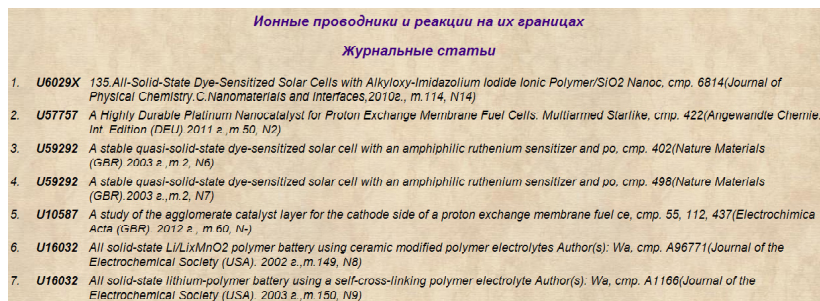 Ионные проводники и реакции на их границах
Журнальные статьи
1. U6029X 135.All-Solid-State Dye-Sensitized Solar Cells with Alkyloxy-Imidazolium Iodide Ionic Polymer/SiO2 Nanoc, стр. 6814(Journal of
Physical Chemistry.C.Nanomaterials and Interfaces,2010г., т.114, N14)
2. U57757 A Highly Durable Platinum Nanocatalyst for Proton Exchange Membrane Fuel Cells: Multiarmed Starlike, стр. 422(Angewandte Chemie.
Int. Edition (DEU).2011 г.,т.50, N2)
3. U59292 A stable quasi-solid-state dye-sensitized solar cell with an amphiphilic ruthenium sensitizer and po, стр. 402(Nature Materials
(GBR).2003 г.,т.2, N6)
4. U59292 A stable quasi-solid-state dye-sensitized solar cell with an amphiphilic ruthenium sensitizer and po, стр. 498(Nature Materials
(GBR).2003 г.,т.2, N7)
5. U10587 A study of the agglomerate catalyst layer for the cathode side of a proton exchange membrane fuel ce, стр. 55, 112, 437(Electrochimica
Acta (GBR). 2012 г., т.60, N-)
6. U16032 All solid-state Li/LixMnO2 polymer battery using ceramic modified polymer electrolytes Author(s): Wa, стр. A96771(Journal of the
Electrochemical Society (USA). 2002 г.,т.149, N8)
7. U16032 All solid-state lithium-polymer battery using a self-cross-linking polymer electrolyte Author(s): Wa, стр. A1166(Journal of the
Electrochemical Society (USA). 2003 г.,т.150, N9)